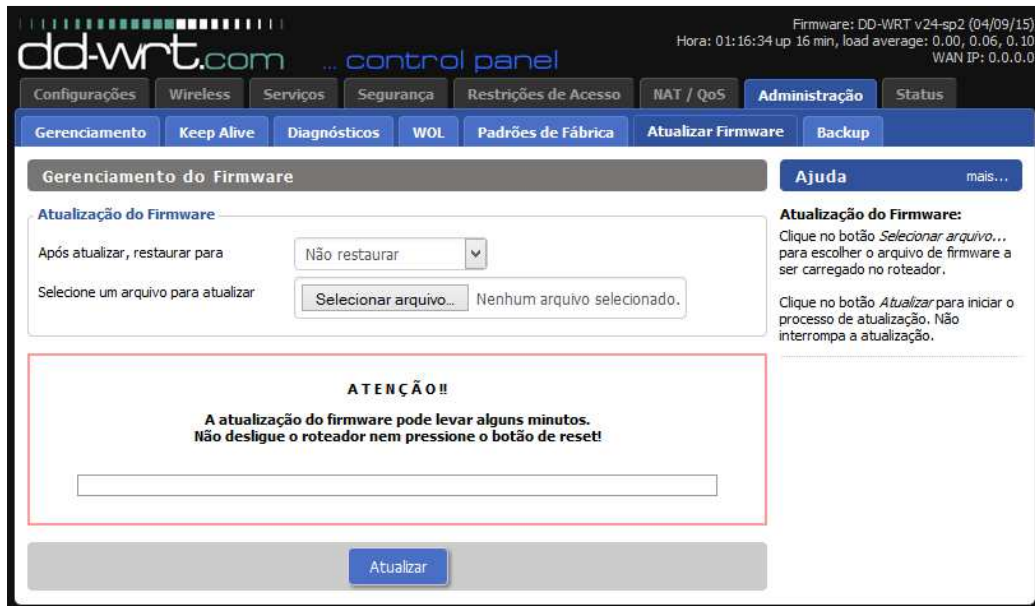 dd-wrt.com ... control panel
Firmware: DD-WRT v24-sp2 (04/09/15)
Hora: 01:16:34 up 16 min, load average: 0.00, 0.06, 0.10
WAN IP: 0.0.0.0
Configurações Wireless Serviços Segurança Restrições de Acesso NAT / QoS Administração Status
Gerenciamento Keep Alive Diagnósticos WOL Padrões de Fábrica Atualizar Firmware Backup
Gerenciamento do Firmware
Atualização do Firmware
Após atualizar, restaurar para Não restaurar
Selecione um arquivo para atualizar Selecionar arquivo... Nenhum arquivo selecionado.
A T E N Ç Ã O !!
A atualização do firmware pode levar alguns minutos.
Não desligue o roteador nem pressione o botão de reset!
Atualizar
Ajuda mais...
Atualização do Firmware:
Clique no botão Selecionar arquivo...
para escolher o arquivo de firmware a
ser carregado no roteador.
Clique no botão Atualizar para iniciar o
processo de atualização. Não
interrompa a atualização.